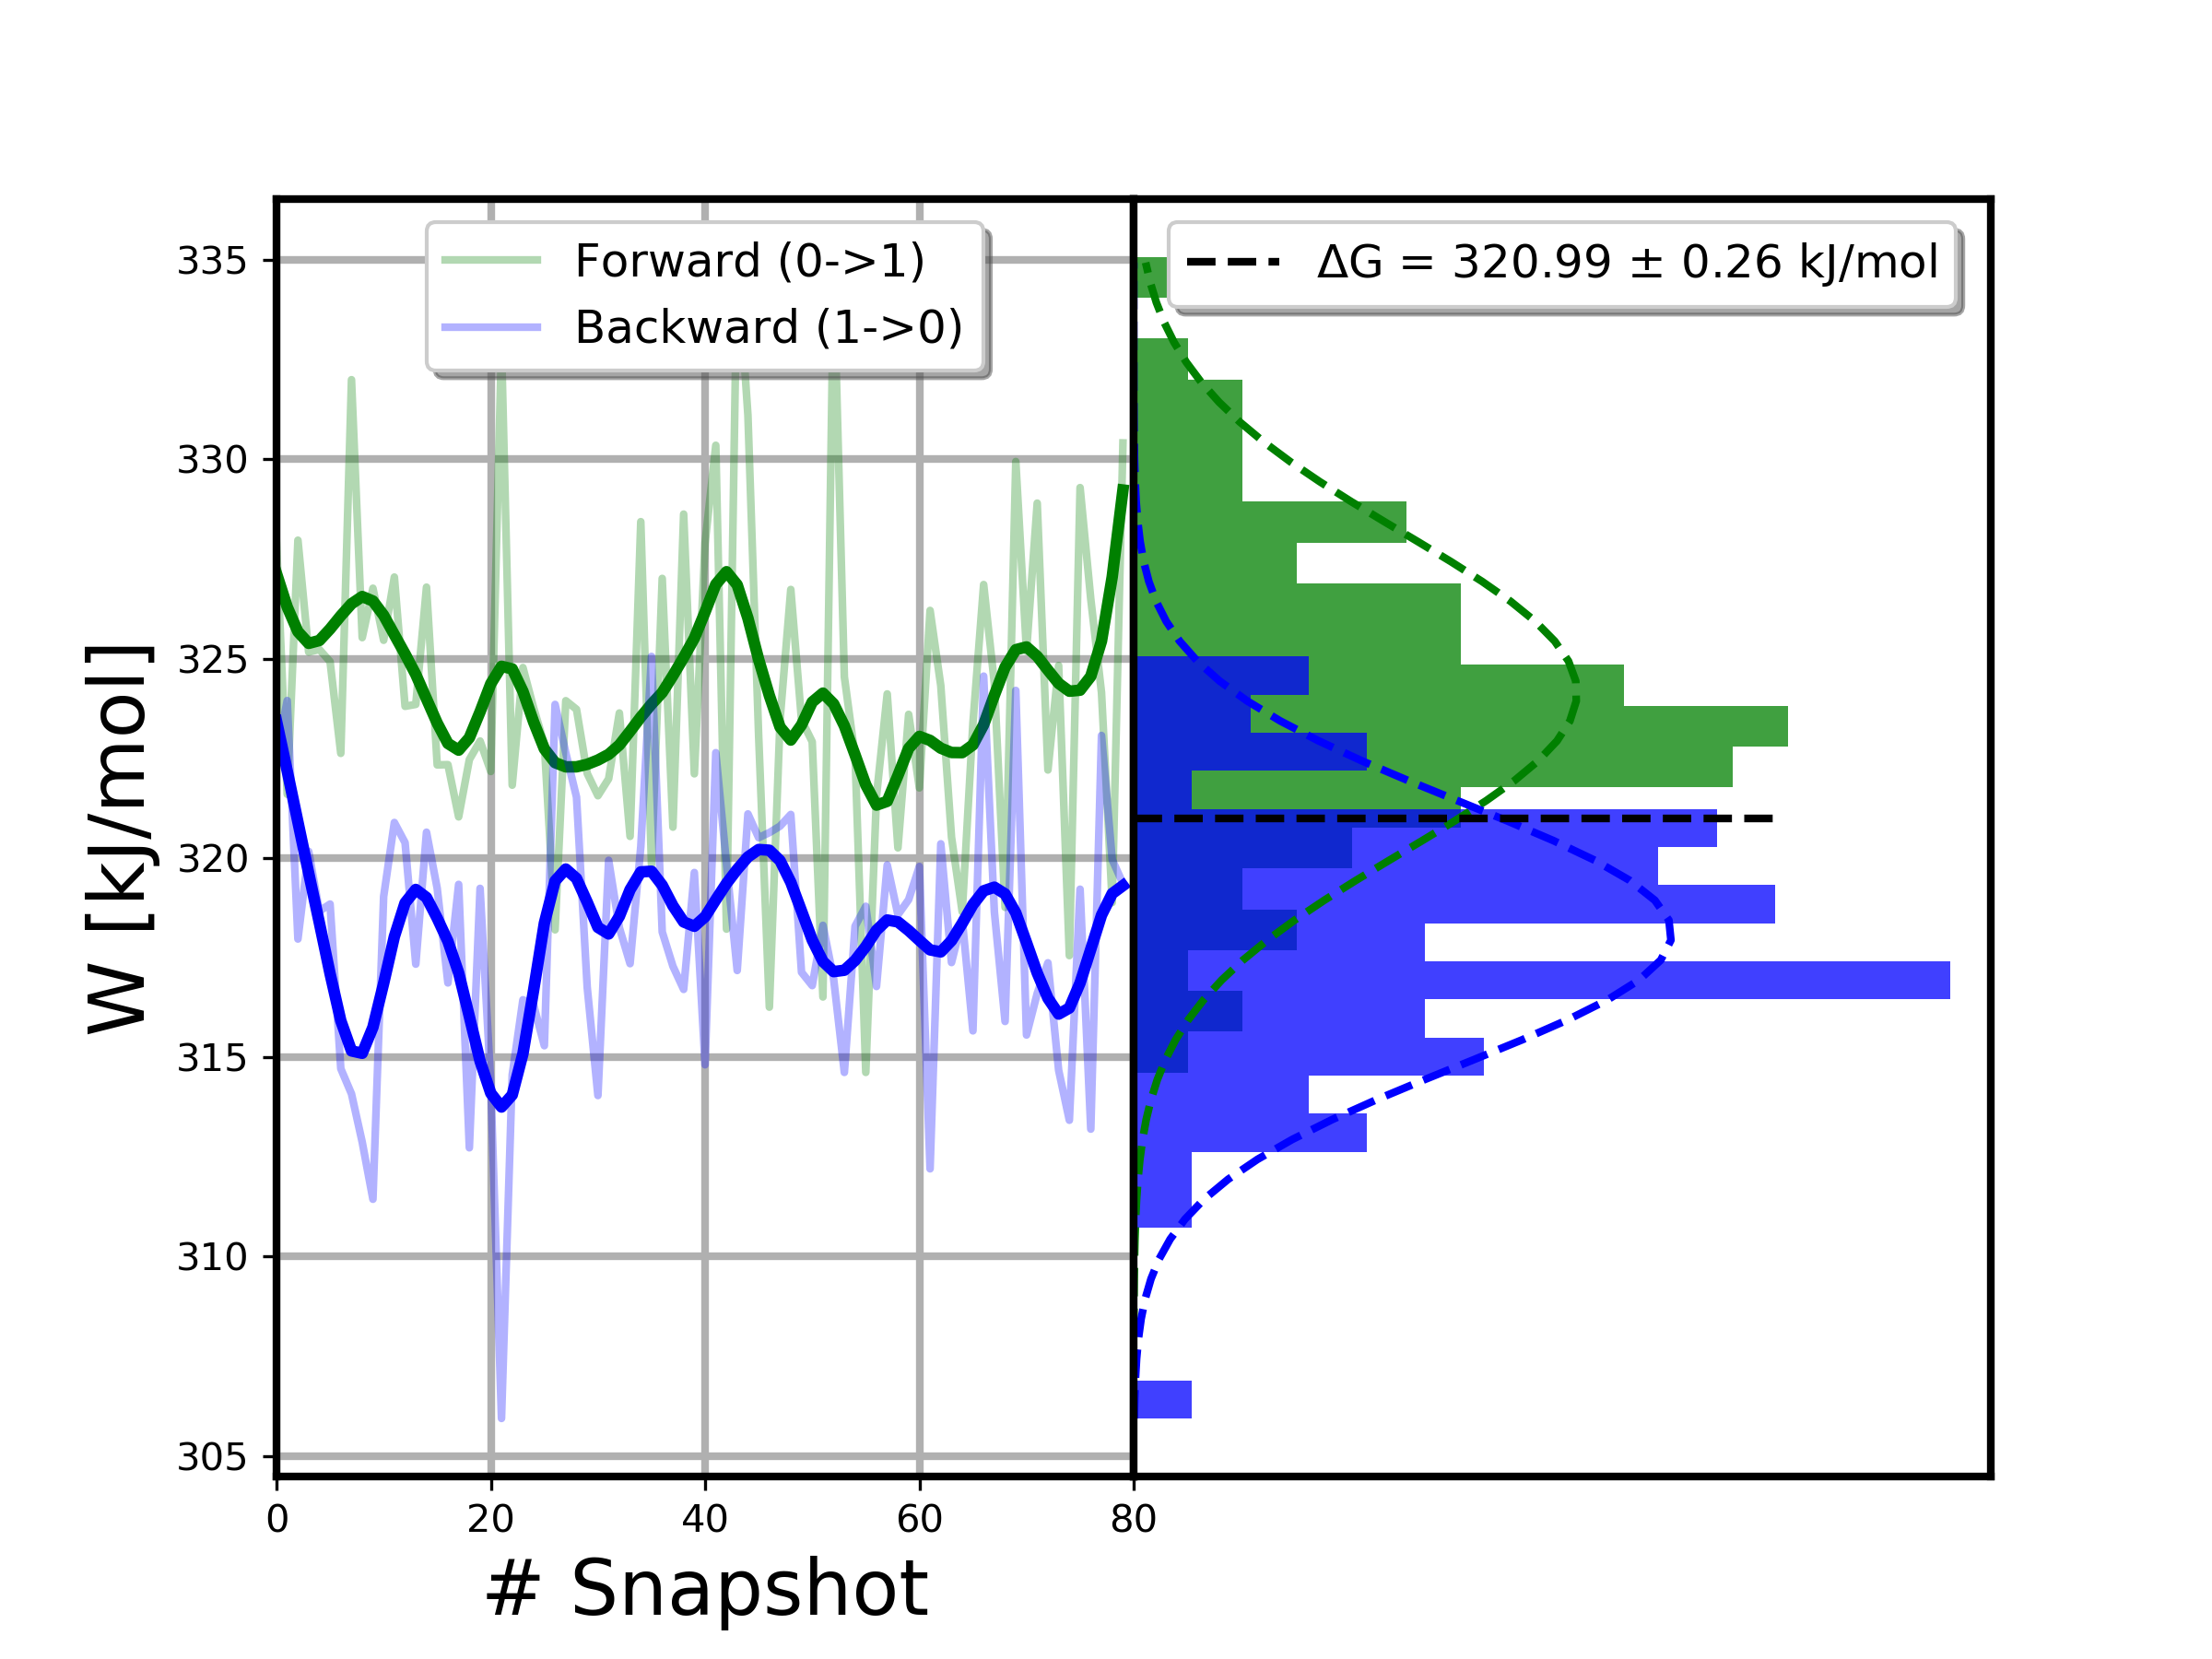 Forward (0->1)
Backward (1->0)
ΔG = 320.99 ± 0.26 kJ/mol
W [kJ/mol]
335
330
325
320
315
310
305
0 20 40 60 80
# Snapshot